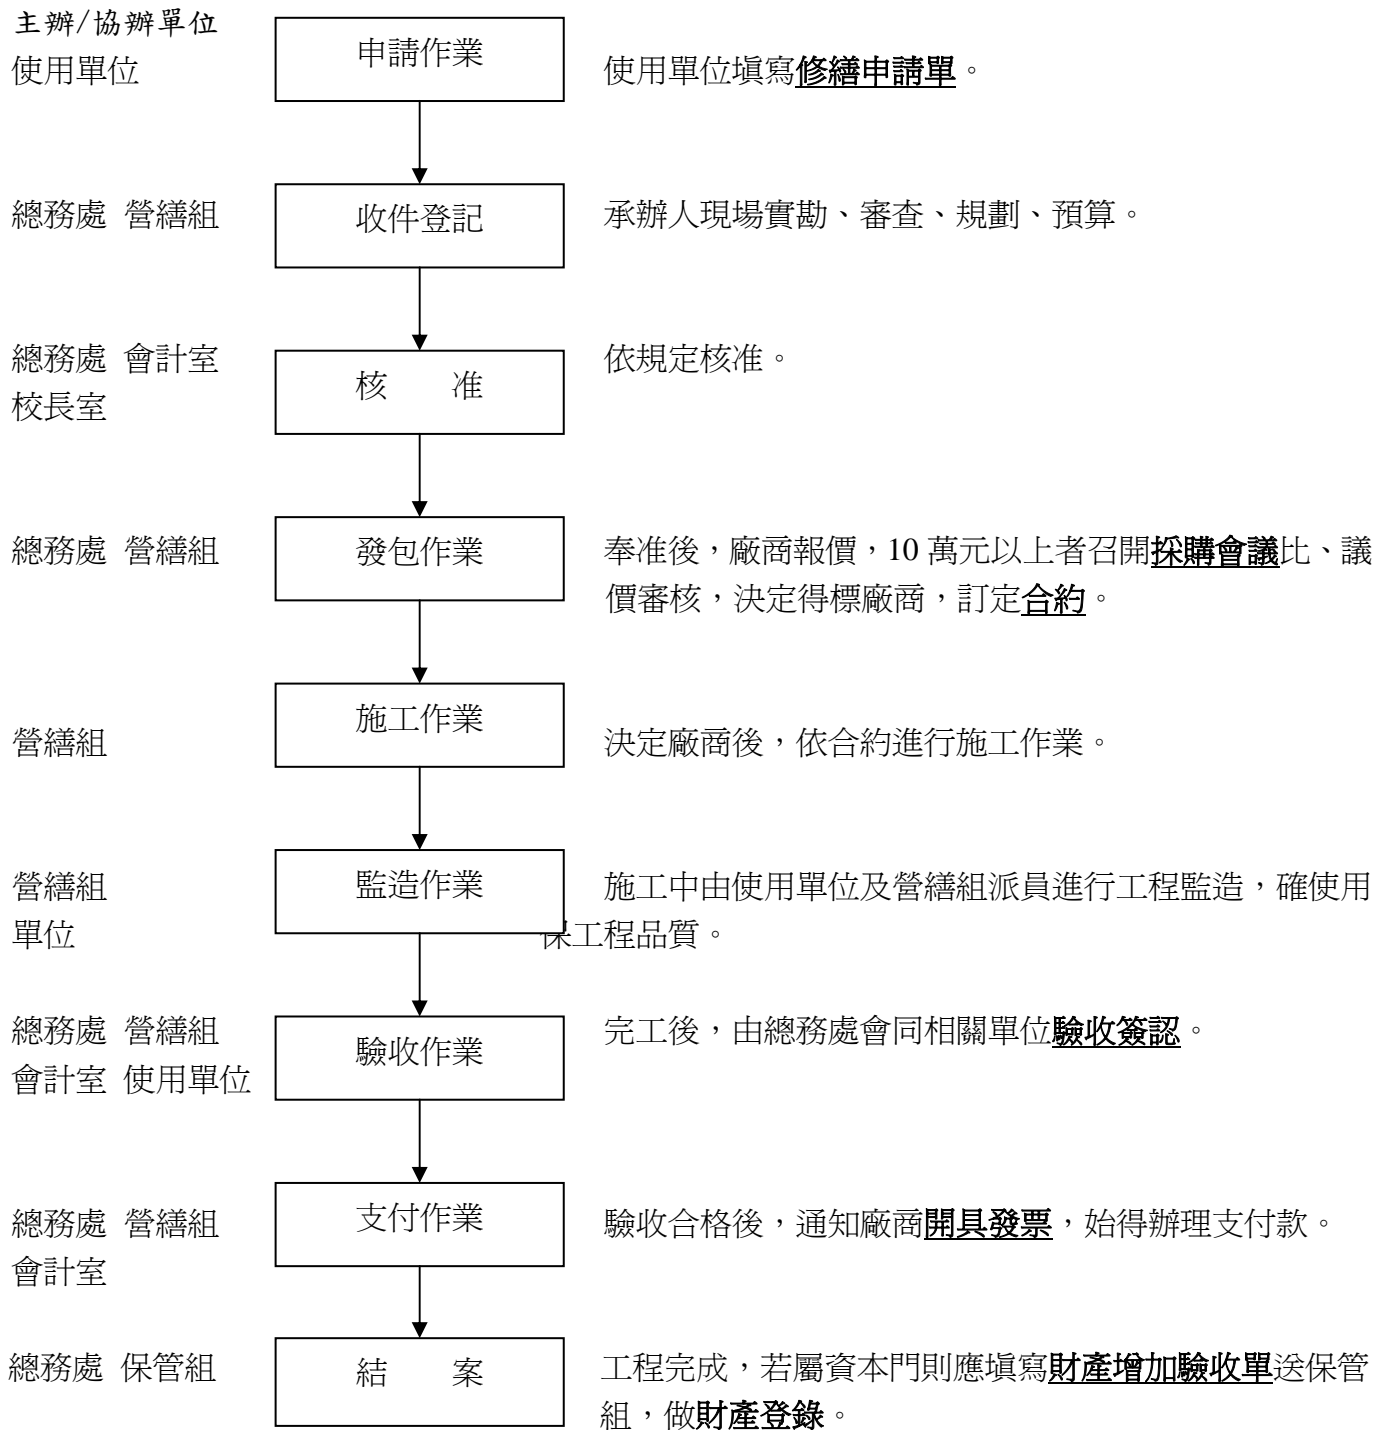 主辦/協辦單位
使用單位
申請作業
使用單位填寫修繕申請單。
總務處 營繕組
收件登記
承辦人現場實勘、審查、規劃、預算。
總務處 會計室
校長室
核 准
依規定核准。
總務處 營繕組
發包作業
奉准後，廠商報價，10 萬元以上者召開採購會議比、議
價審核，決定得標廠商，訂定合約。
營繕組
施工作業
決定廠商後，依合約進行施工作業。
營繕組
單位
監造作業
施工中由使用單位及營繕組派員進行工程監造，確使用
保工程品質。
總務處 營繕組
會計室 使用單位
驗收作業
完工後，由總務處會同相關單位驗收簽認。
總務處 營繕組
會計室
支付作業
驗收合格後，通知廠商開具發票，始得辦理支付款。
總務處 保管組
結 案
工程完成，若屬資本門則應填寫財產增加驗收單送保管
組，做財產登錄。